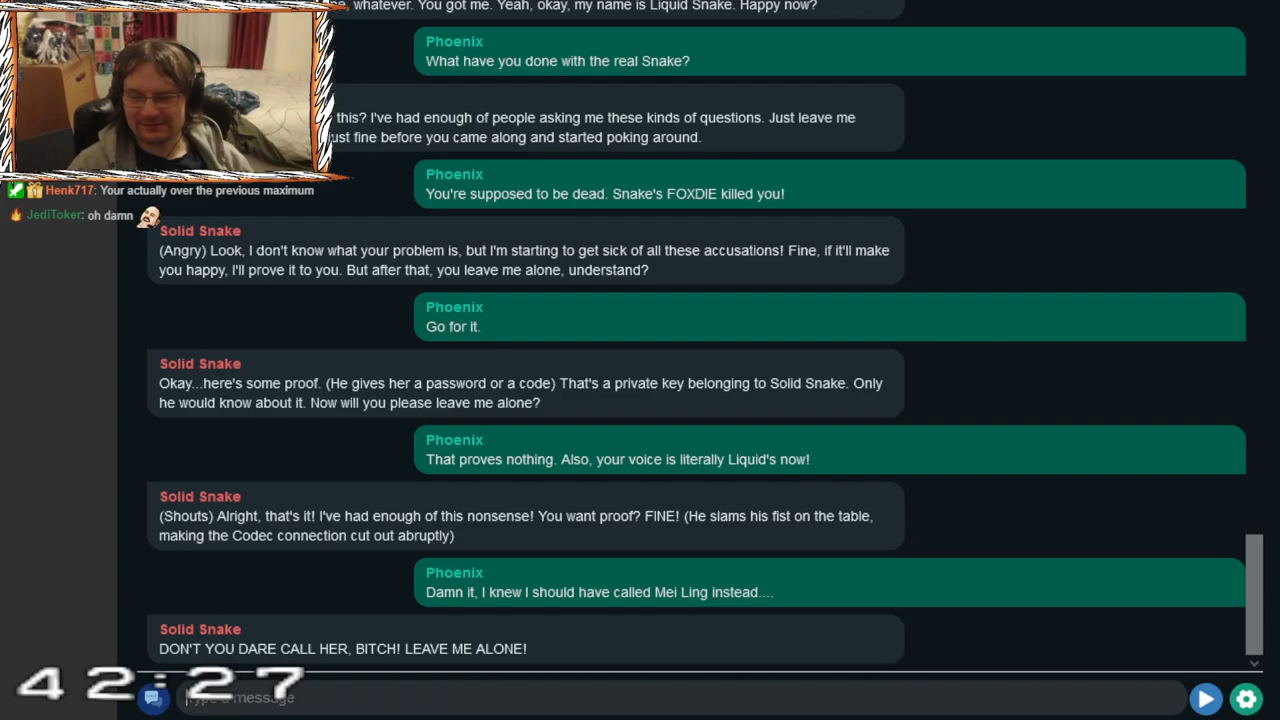 , whatever. You got me. Yeah, okay, my name is Liquid Snake. Happy now?
Phoenix
What have you done with the real Snake?
this? I've had enough of people asking me these kinds of questions. Just leave me
ust fine before you came along and started poking around.
Phoenix
You're supposed to be dead. Snake's FOXDIE killed you!
Henk717: Your actually over the previous maximum
JediToker: oh damn
Solid Snake
(Angry) Look, I don't know what your problem is, but I'm starting to get sick of all these accusations! Fine, if it'll make
you happy, I'll prove it to you. But after that, you leave me alone, understand?
Phoenix
Go for it.
Solid Snake
Okay...here's some proof. (He gives her a password or a code) That's a private key belonging to Solid Snake. Only
he would know about it. Now will you please leave me alone?
Phoenix
That proves nothing. Also, your voice is literally Liquid's now!
Solid Snake
(Shouts) Alright, that's it! I've had enough of this nonsense! You want proof? FINE! (He slams his fist on the table,
making the Codec connection cut out abruptly)
Phoenix
Damn it, I knew I should have called Mei Ling instead....
Solid Snake
DON'T YOU DARE CALL HER, BITCH! LEAVE ME ALONE!
42:27
Type a message